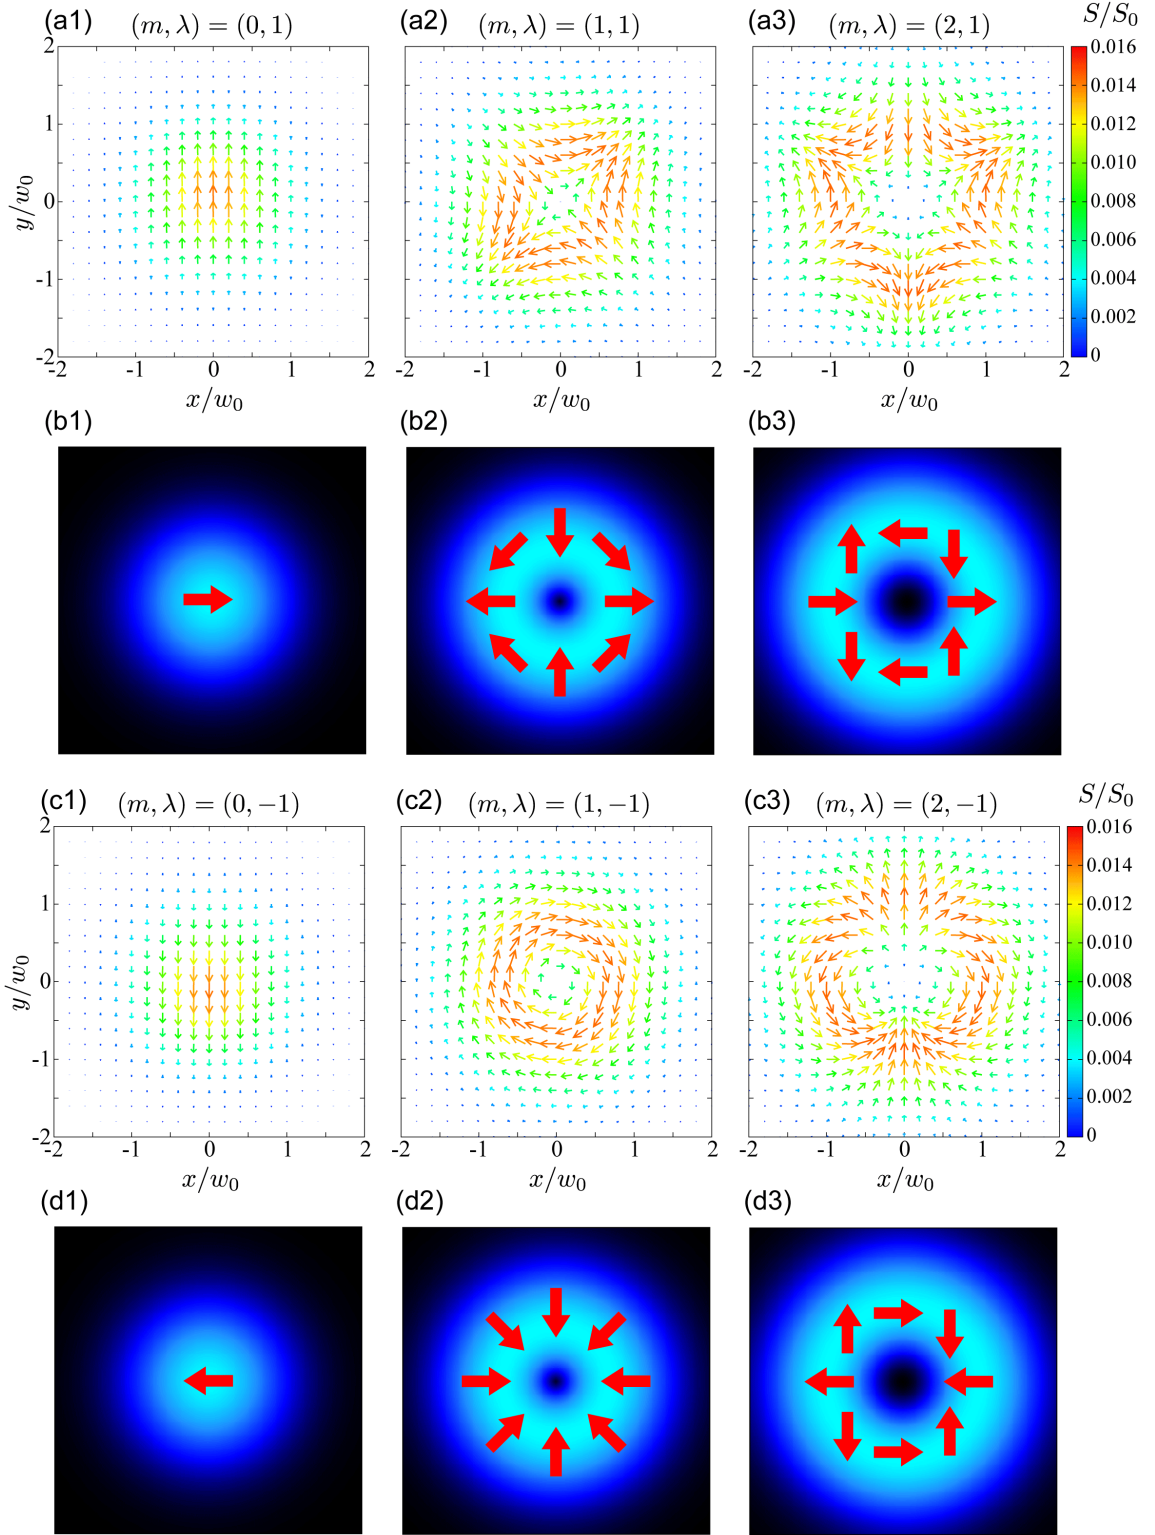 (a1) (m, λ) = (0, 1)
(a2) (m, λ) = (1, 1)
(a3) (m, λ) = (2, 1)
S/S₀
2
1
0
-1
-2
y/w₀
0.016
0.014
0.012
0.010
0.008
0.006
0.004
0.002
0
-2 -1 0 1 2
-2 -1 0 1 2
-2 -1 0 1 2
x/w₀
x/w₀
x/w₀
(b1)
(b2)
(b3)
(c1) (m, λ) = (0, −1)
(c2) (m, λ) = (1, −1)
(c3) (m, λ) = (2, −1)
S/S₀
2
1
0
-1
-2
y/w₀
0.016
0.014
0.012
0.010
0.008
0.006
0.004
0.002
0
-2 -1 0 1 2
-2 -1 0 1 2
-2 -1 0 1 2
x/w₀
x/w₀
x/w₀
(d1)
(d2)
(d3)